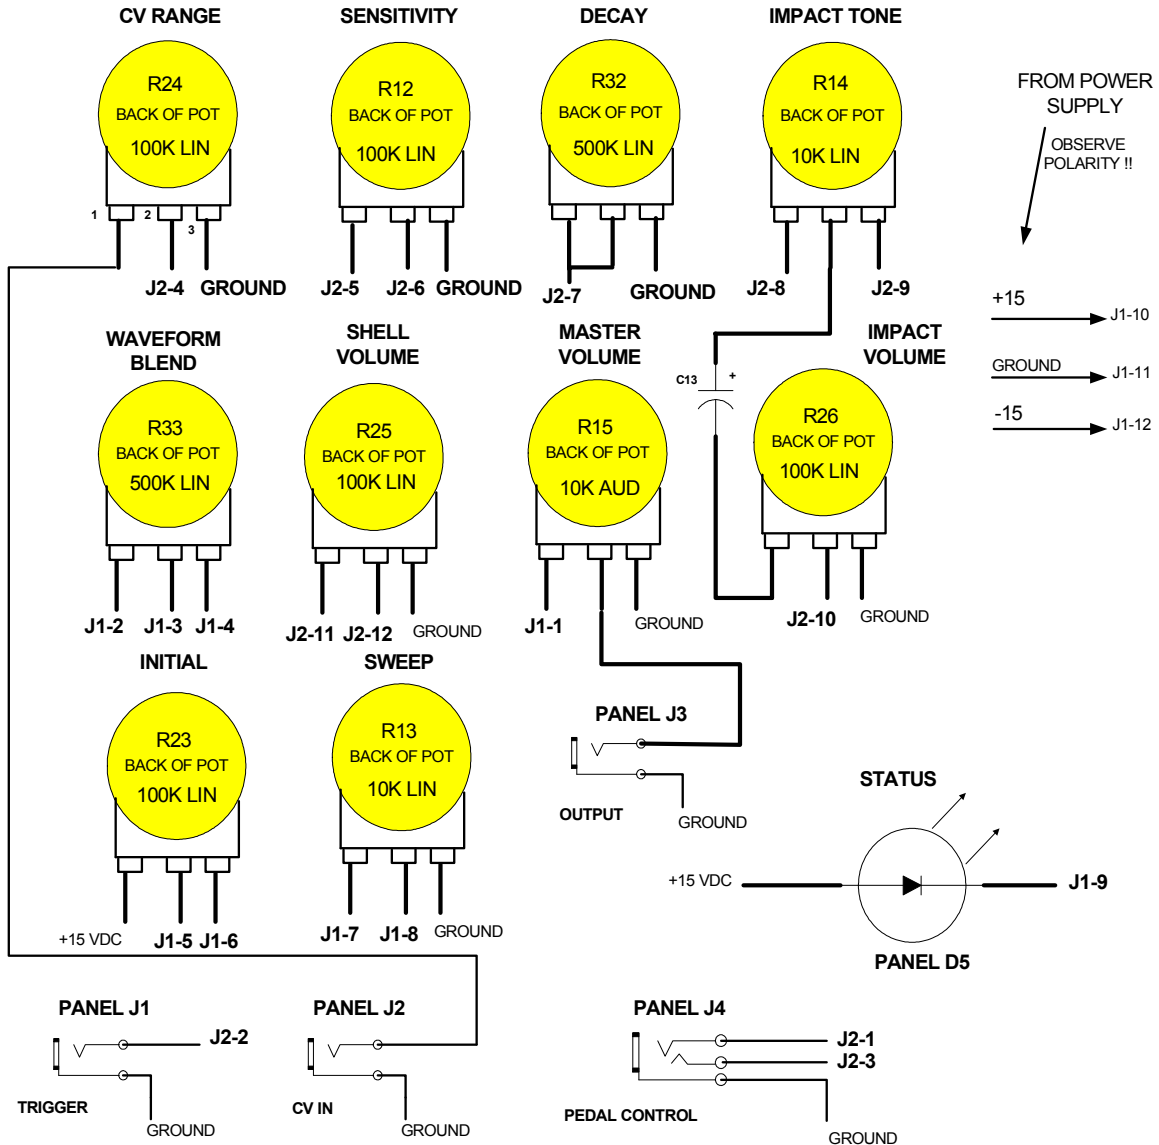 CV RANGE
SENSITIVITY
DECAY
IMPACT TONE
R24
BACK OF POT
100K LIN
R12
BACK OF POT
100K LIN
R32
BACK OF POT
500K LIN
R14
BACK OF POT
10K LIN
FROM POWER
SUPPLY
OBSERVE
POLARITY !!
1
2
3
J2-4
GROUND
J2-5
J2-6
GROUND
J2-7
GROUND
J2-8
J2-9
+15
J1-10
GROUND
J1-11
-15
J1-12
WAVEFORM
BLEND
SHELL
VOLUME
MASTER
VOLUME
IMPACT
VOLUME
C13
+
R33
BACK OF POT
500K LIN
R25
BACK OF POT
100K LIN
R15
BACK OF POT
10K AUD
R26
BACK OF POT
100K LIN
J1-2
J1-3
J1-4
J2-11
J2-12
GROUND
J1-1
GROUND
J2-10
GROUND
INITIAL
SWEEP
R23
BACK OF POT
100K LIN
R13
BACK OF POT
10K LIN
PANEL J3
OUTPUT
GROUND
STATUS
+15 VDC
J1-9
PANEL D5
+15 VDC
J1-5
J1-6
J1-7
J1-8
GROUND
PANEL J1
J2-2
TRIGGER
GROUND
PANEL J2
CV IN
GROUND
PANEL J4
J2-1
J2-3
PEDAL CONTROL
GROUND